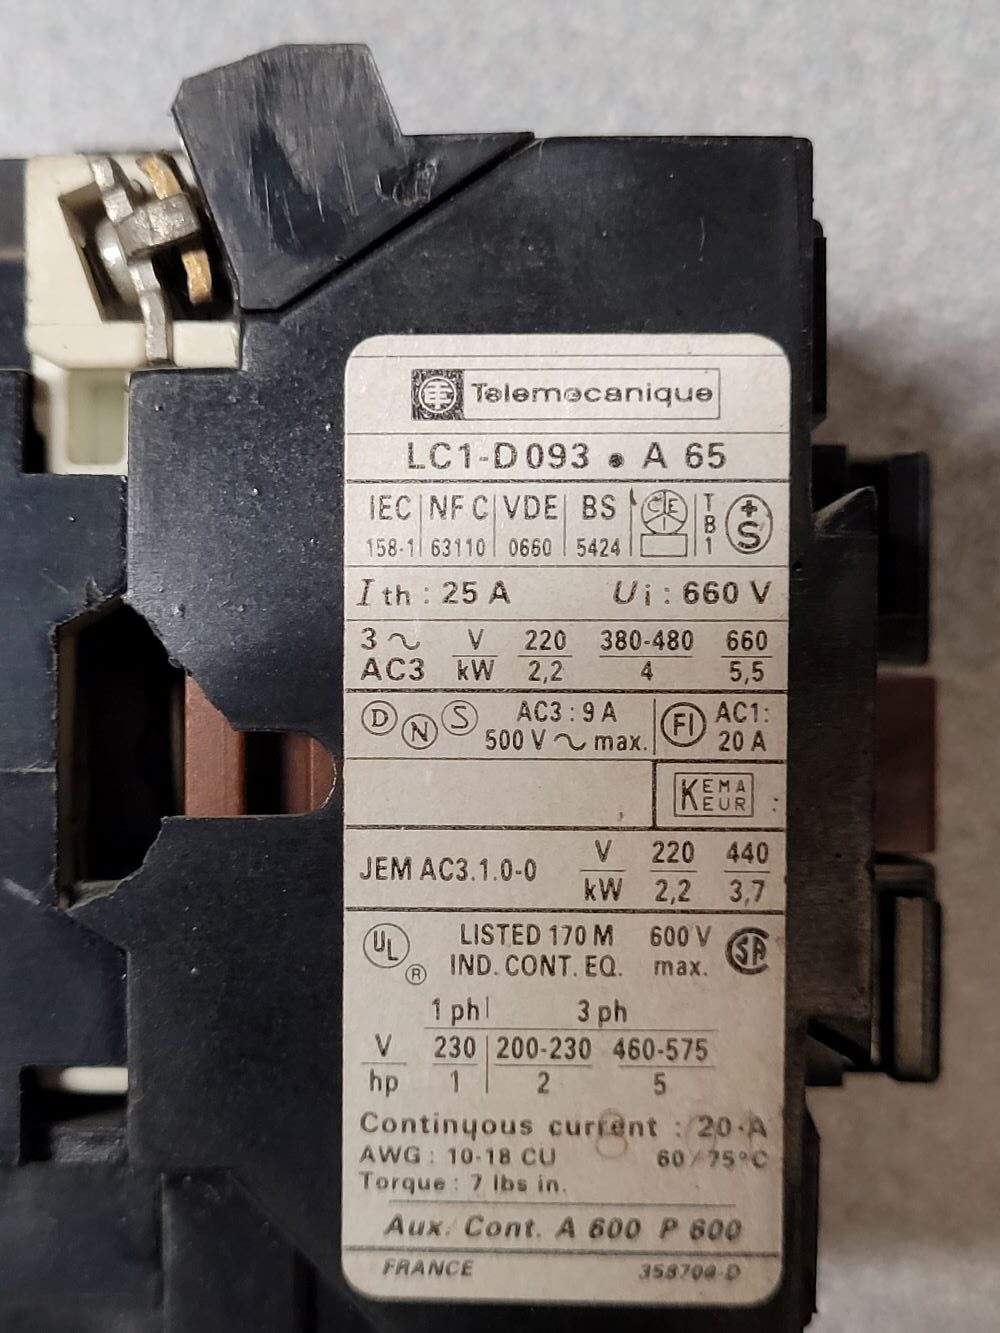 Telemecanique
LC1-D093 • A 65
IEC NF C VDE BS CEE TB1 +S
158-1 63110 0660 5424
Ith : 25 A Ui : 660 V
3 ~ V 220 380-480 660
AC3 kW 2,2 4 5,5
D N S AC3 : 9 A FI AC1:
500 V ~ max. 20 A
KEMA
EUR :
JEM AC3.1.0-0 V 220 440
kW 2,2 3,7
UL ® LISTED 170 M 600 V SA
IND. CONT. EQ. max.
1 ph 3 ph
V 230 200-230 460-575
hp 1 2 5
Continuous current : 20 A
AWG : 10-18 CU 60/75°C
Torque : 7 lbs in.
Aux. Cont. A 600 P 600
FRANCE